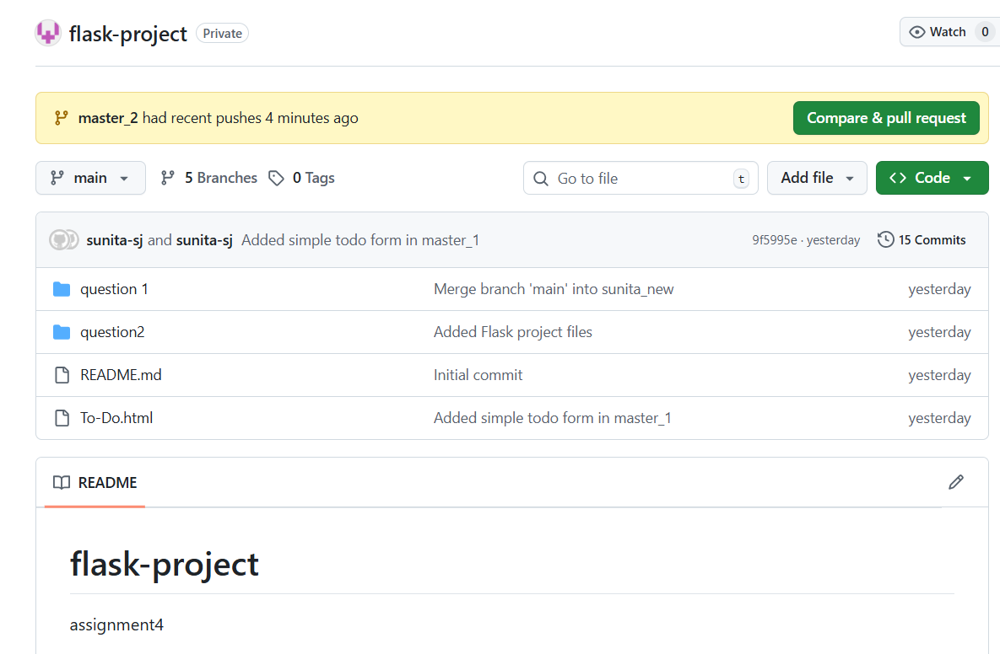 flask-project Private Watch 0
master_2 had recent pushes 4 minutes ago Compare & pull request
main 5 Branches 0 Tags Go to file t Add file Code
sunita-sj and sunita-sj Added simple todo form in master_1 9f5995e · yesterday 15 Commits
question 1 Merge branch 'main' into sunita_new yesterday
question2 Added Flask project files yesterday
README.md Initial commit yesterday
To-Do.html Added simple todo form in master_1 yesterday
README
flask-project
assignment4